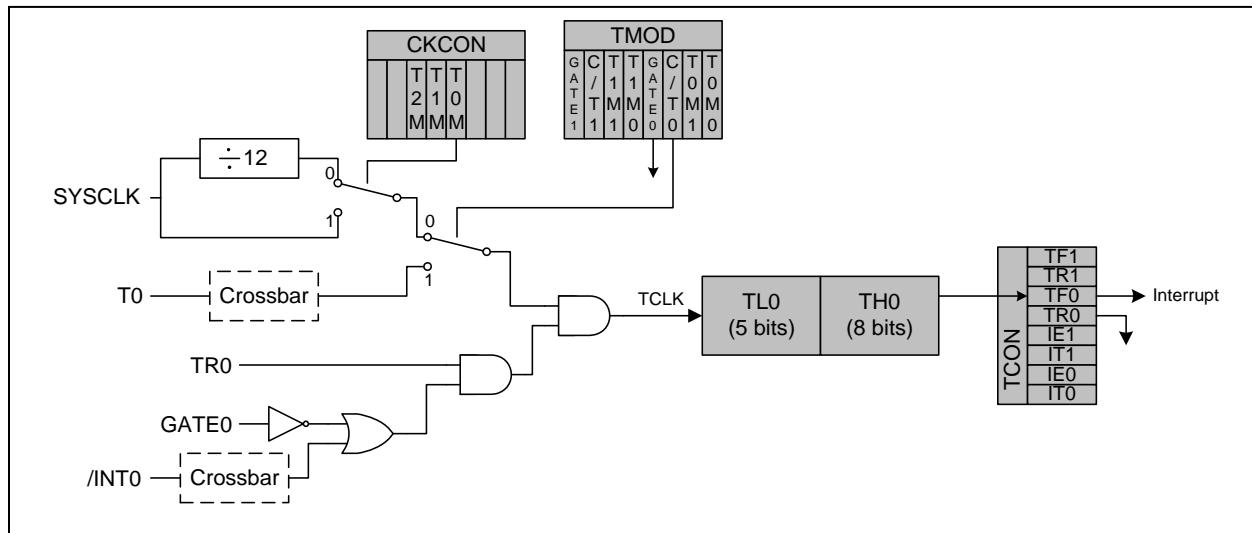 CKCON
T2M T1M T0M
TMOD
GATE1 C/T1 T1M1 T1M0 GATE0 C/T0 T0M1 T0M0
÷12
0
SYSCLK
1
0
1
T0
Crossbar
TCLK
TL0
(5 bits)
TH0
(8 bits)
TCON
TF1
TR1
TF0
TR0
IE1
IT1
IE0
IT0
Interrupt
TR0
GATE0
/INT0
Crossbar